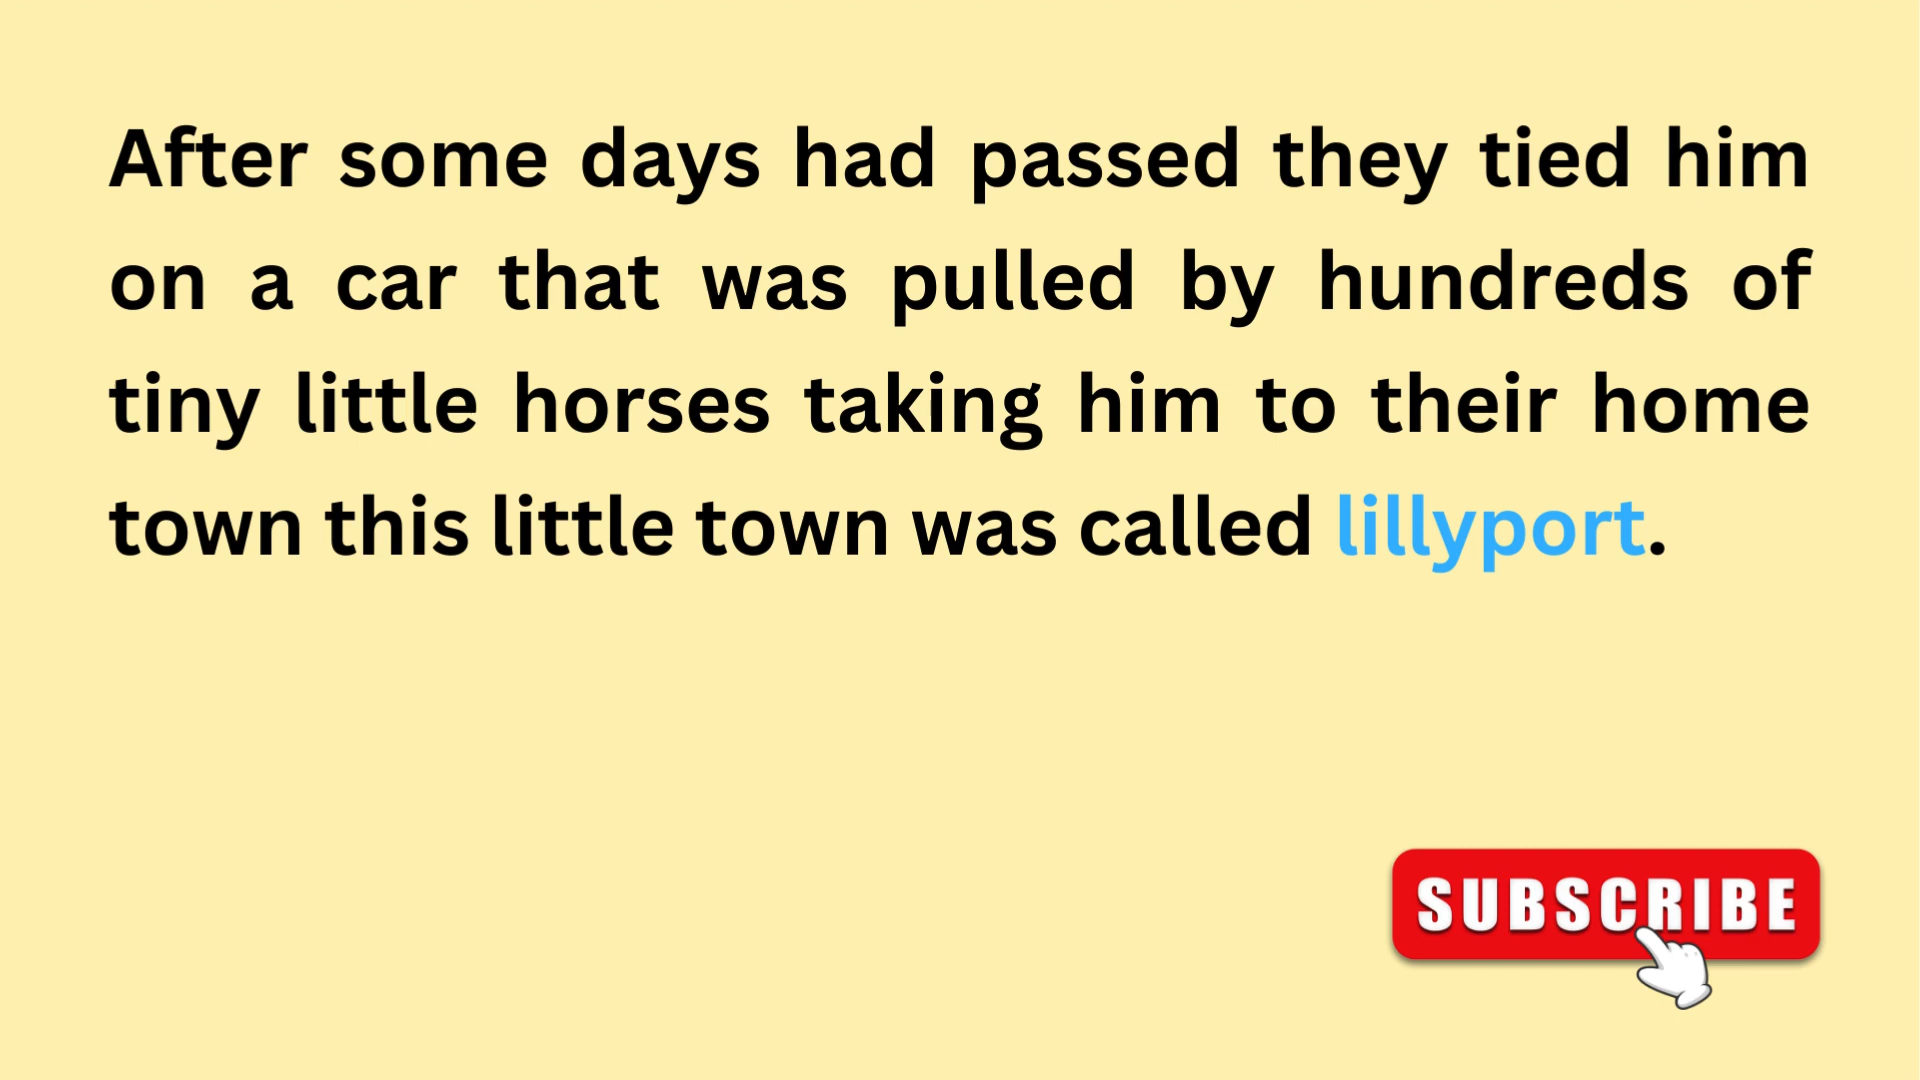 After some days had passed they tied him
on a car that was pulled by hundreds of
tiny little horses taking him to their home
town this little town was called lillyport.
SUBSCRIBE